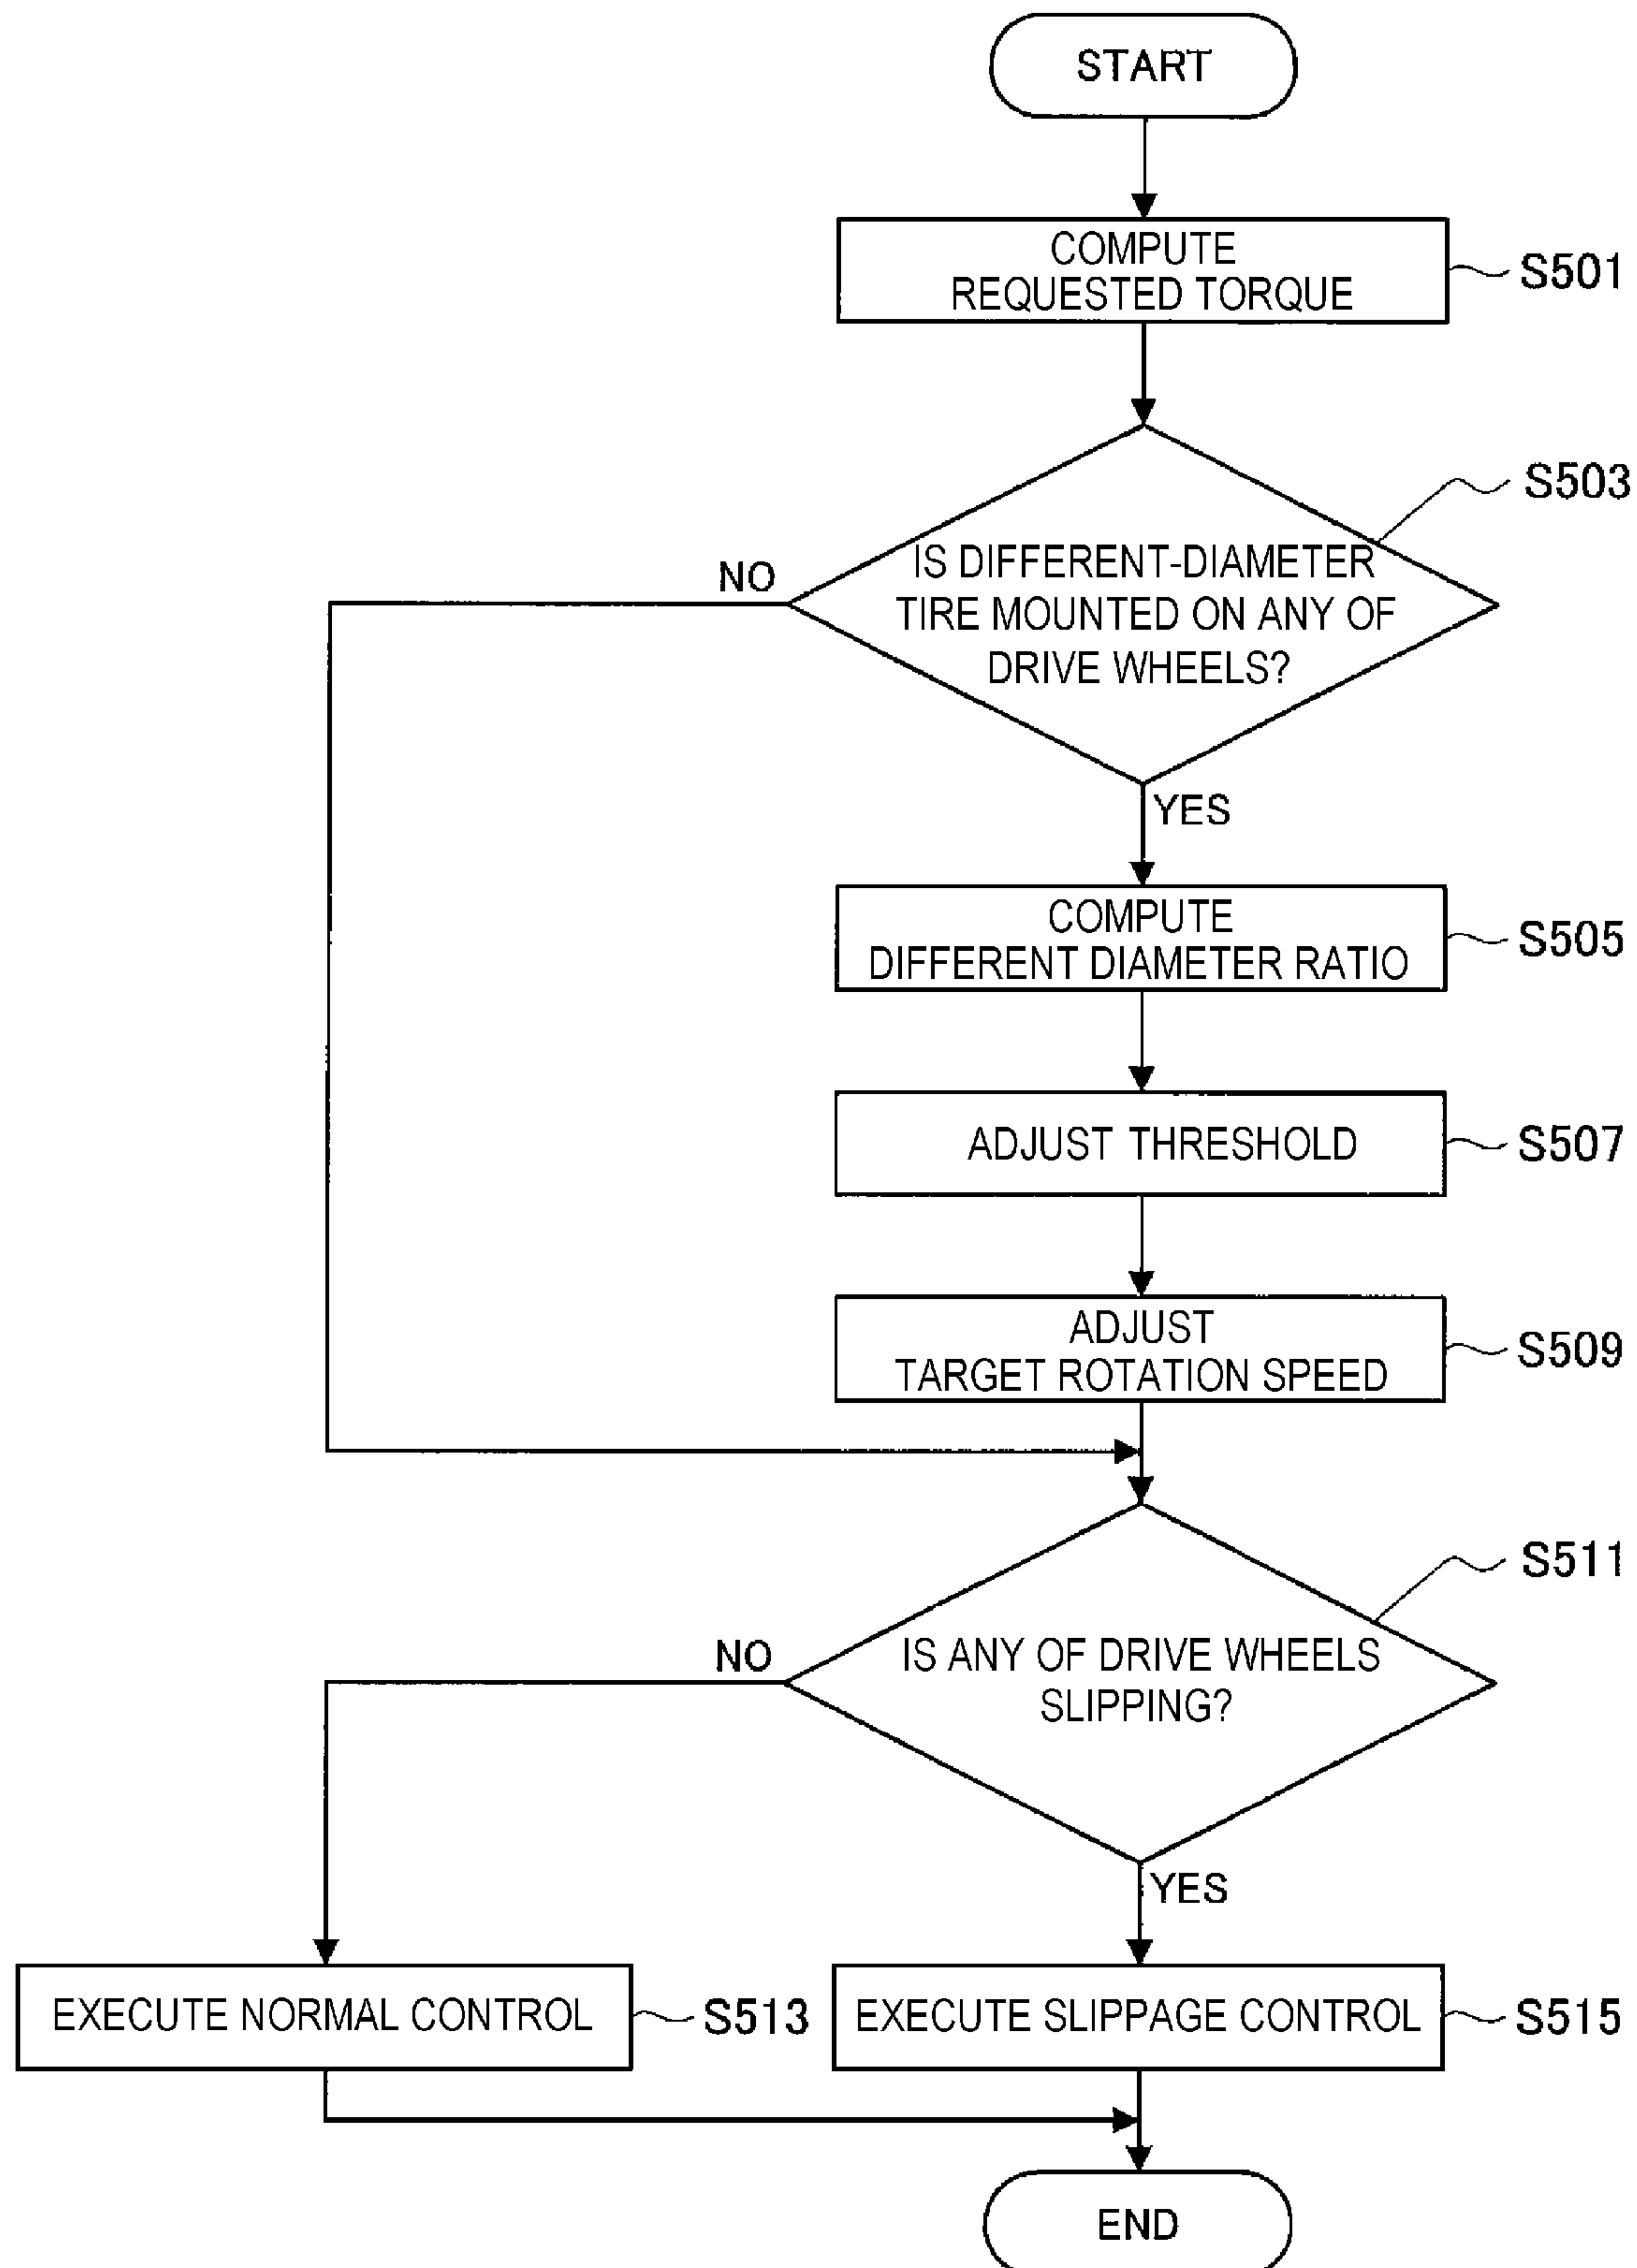 START
COMPUTE
REQUESTED TORQUE
S501
S503
IS DIFFERENT-DIAMETER
TIRE MOUNTED ON ANY OF
DRIVE WHEELS?
NO
YES
COMPUTE
DIFFERENT DIAMETER RATIO
S505
ADJUST THRESHOLD
S507
ADJUST
TARGET ROTATION SPEED
S509
S511
IS ANY OF DRIVE WHEELS
SLIPPING?
NO
YES
EXECUTE NORMAL CONTROL
S513
EXECUTE SLIPPAGE CONTROL
S515
END